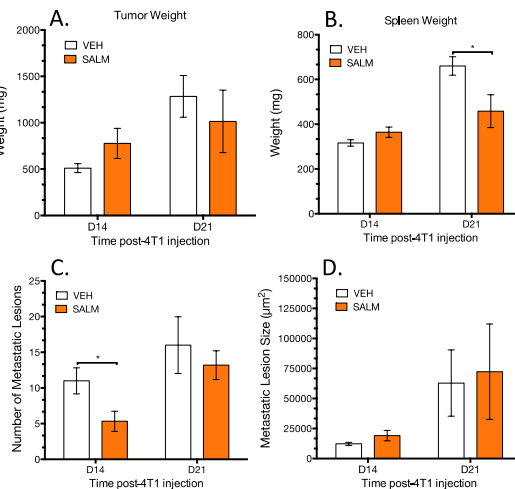 A.
Tumor Weight
2000
1500
1000
500
0
Weight (mg)
VEH
SALM
D14
D21
Time post-4T1 injection
B.
Spleen Weight
800
600
400
200
0
Weight (mg)
VEH
SALM
*
D14
D21
Time post-4T1 injection
C.
25
20
15
10
5
0
Number of Metastatic Lesions
VEH
SALM
*
D14
D21
Time post-4T1 injection
D.
150000
125000
100000
75000
50000
25000
0
Metastatic Lesion Size (µm²)
VEH
SALM
D14
D21
Time post-4T1 injection